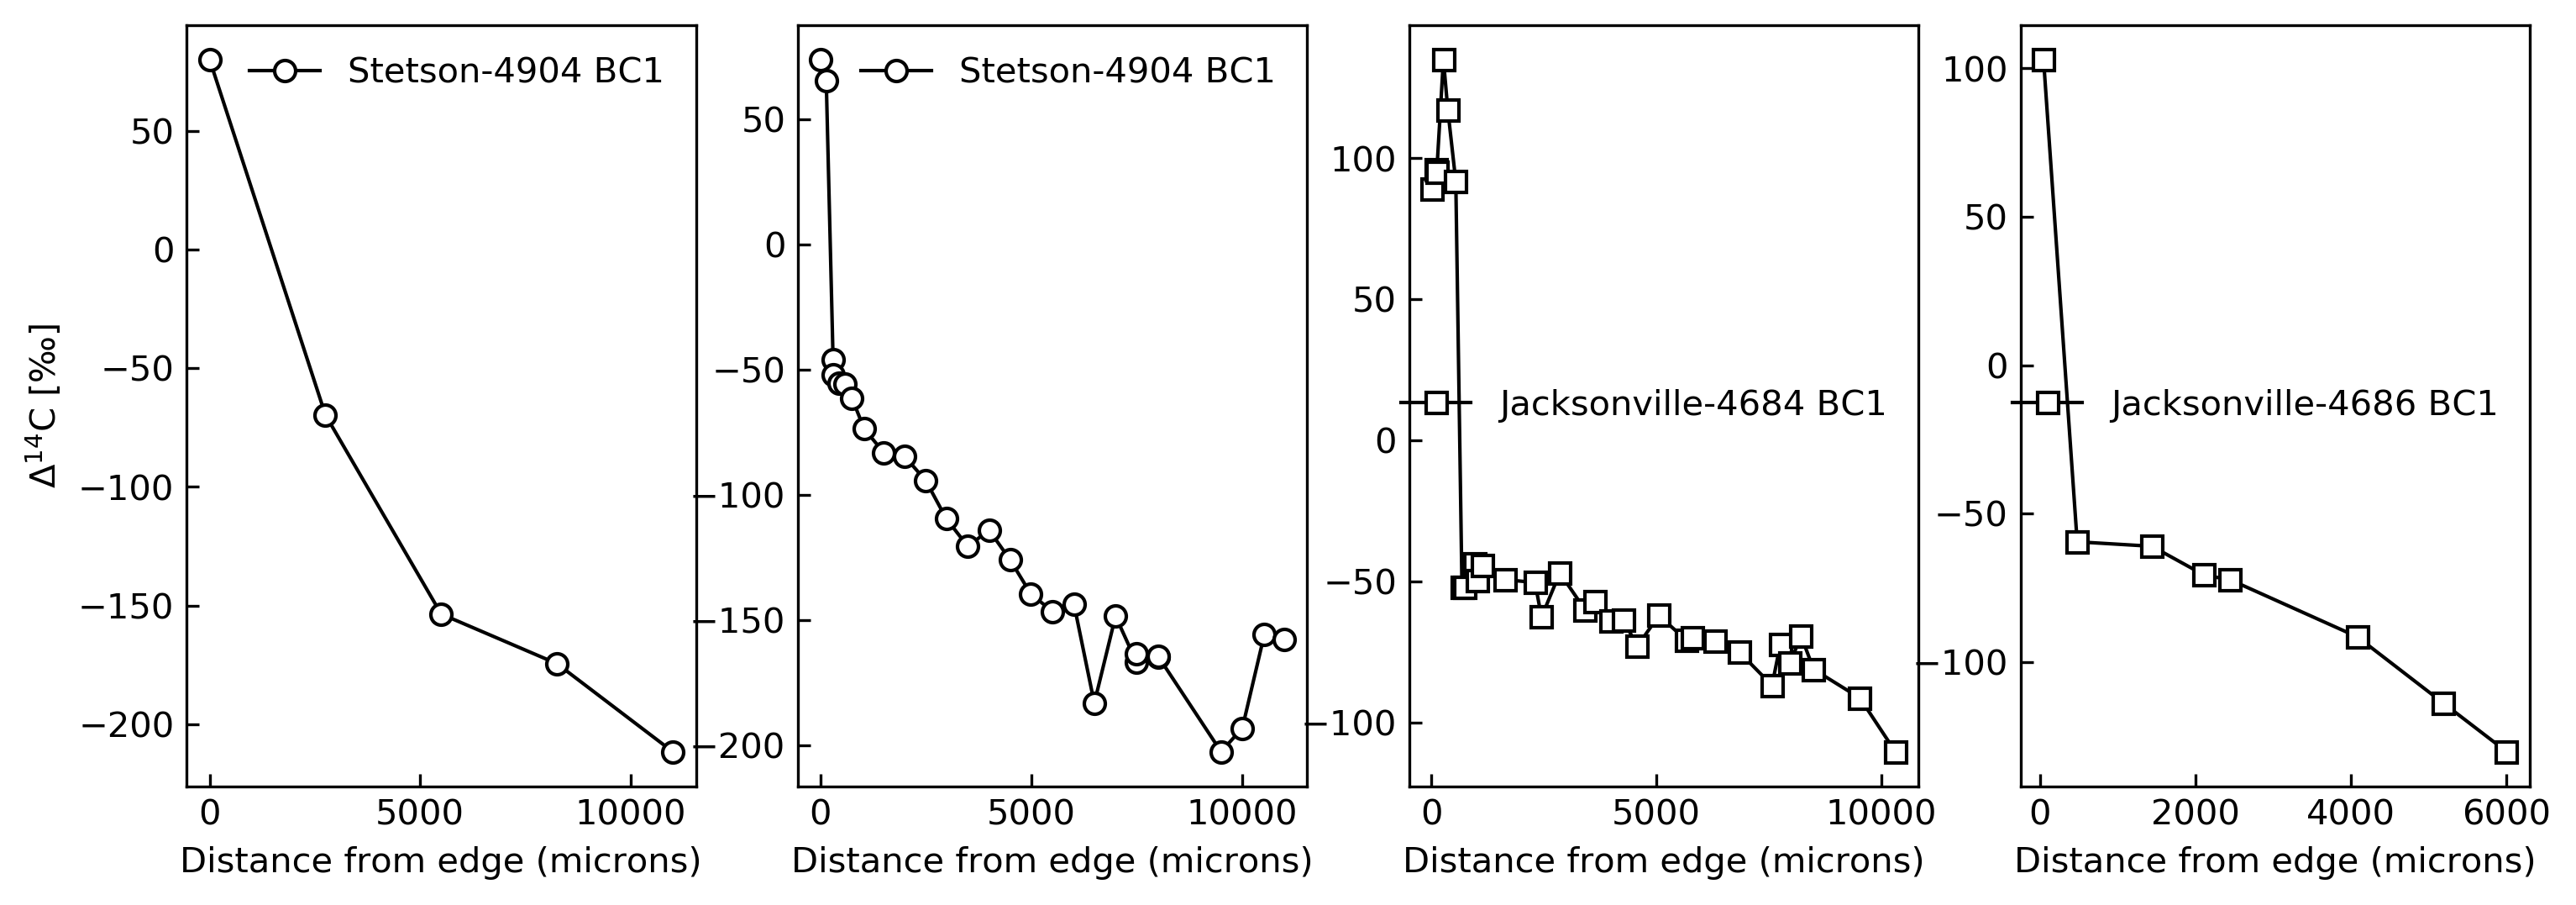 Δ¹⁴C [‰]
50
0
−50
−100
−150
−200
Stetson-4904 BC1
0 5000 10000
Distance from edge (microns)
50
0
−50
−100
−150
−200
Stetson-4904 BC1
0 5000 10000
Distance from edge (microns)
100
50
0
−50
−100
Jacksonville-4684 BC1
0 5000 10000
Distance from edge (microns)
100
50
0
−50
−100
Jacksonville-4686 BC1
0 2000 4000 6000
Distance from edge (microns)